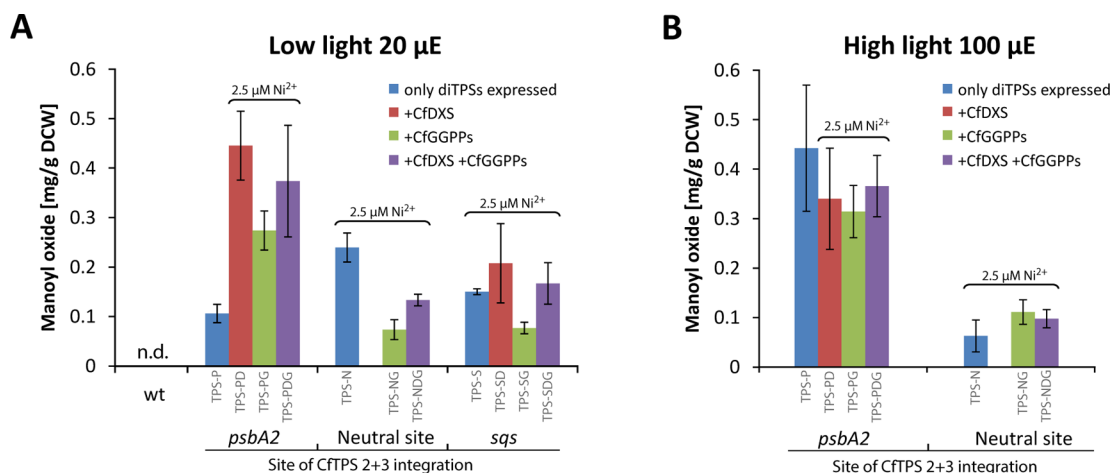 A
Low light 20 µE
Manoyl oxide [mg/g DCW]
0.6
0.5
0.4
0.3
0.2
0.1
0
2.5 µM Ni²⁺
2.5 µM Ni²⁺
2.5 µM Ni²⁺
only diTPSs expressed
+CfDXS
+CfGGPPs
+CfDXS +CfGGPPs
n.d.
wt
TPS-P
TPS-PD
TPS-PG
TPS-PDG
TPS-N
TPS-NG
TPS-NDG
TPS-S
TPS-SD
TPS-SG
TPS-SDG
psbA2
Neutral site
sqs
Site of CfTPS 2+3 integration
B
High light 100 µE
Manoyl oxide [mg/g DCW]
0.6
0.5
0.4
0.3
0.2
0.1
0
2.5 µM Ni²⁺
2.5 µM Ni²⁺
only diTPSs expressed
+CfDXS
+CfGGPPs
+CfDXS +CfGGPPs
TPS-P
TPS-PD
TPS-PG
TPS-PDG
TPS-N
TPS-NG
TPS-NDG
psbA2
Neutral site
Site of CfTPS 2+3 integration